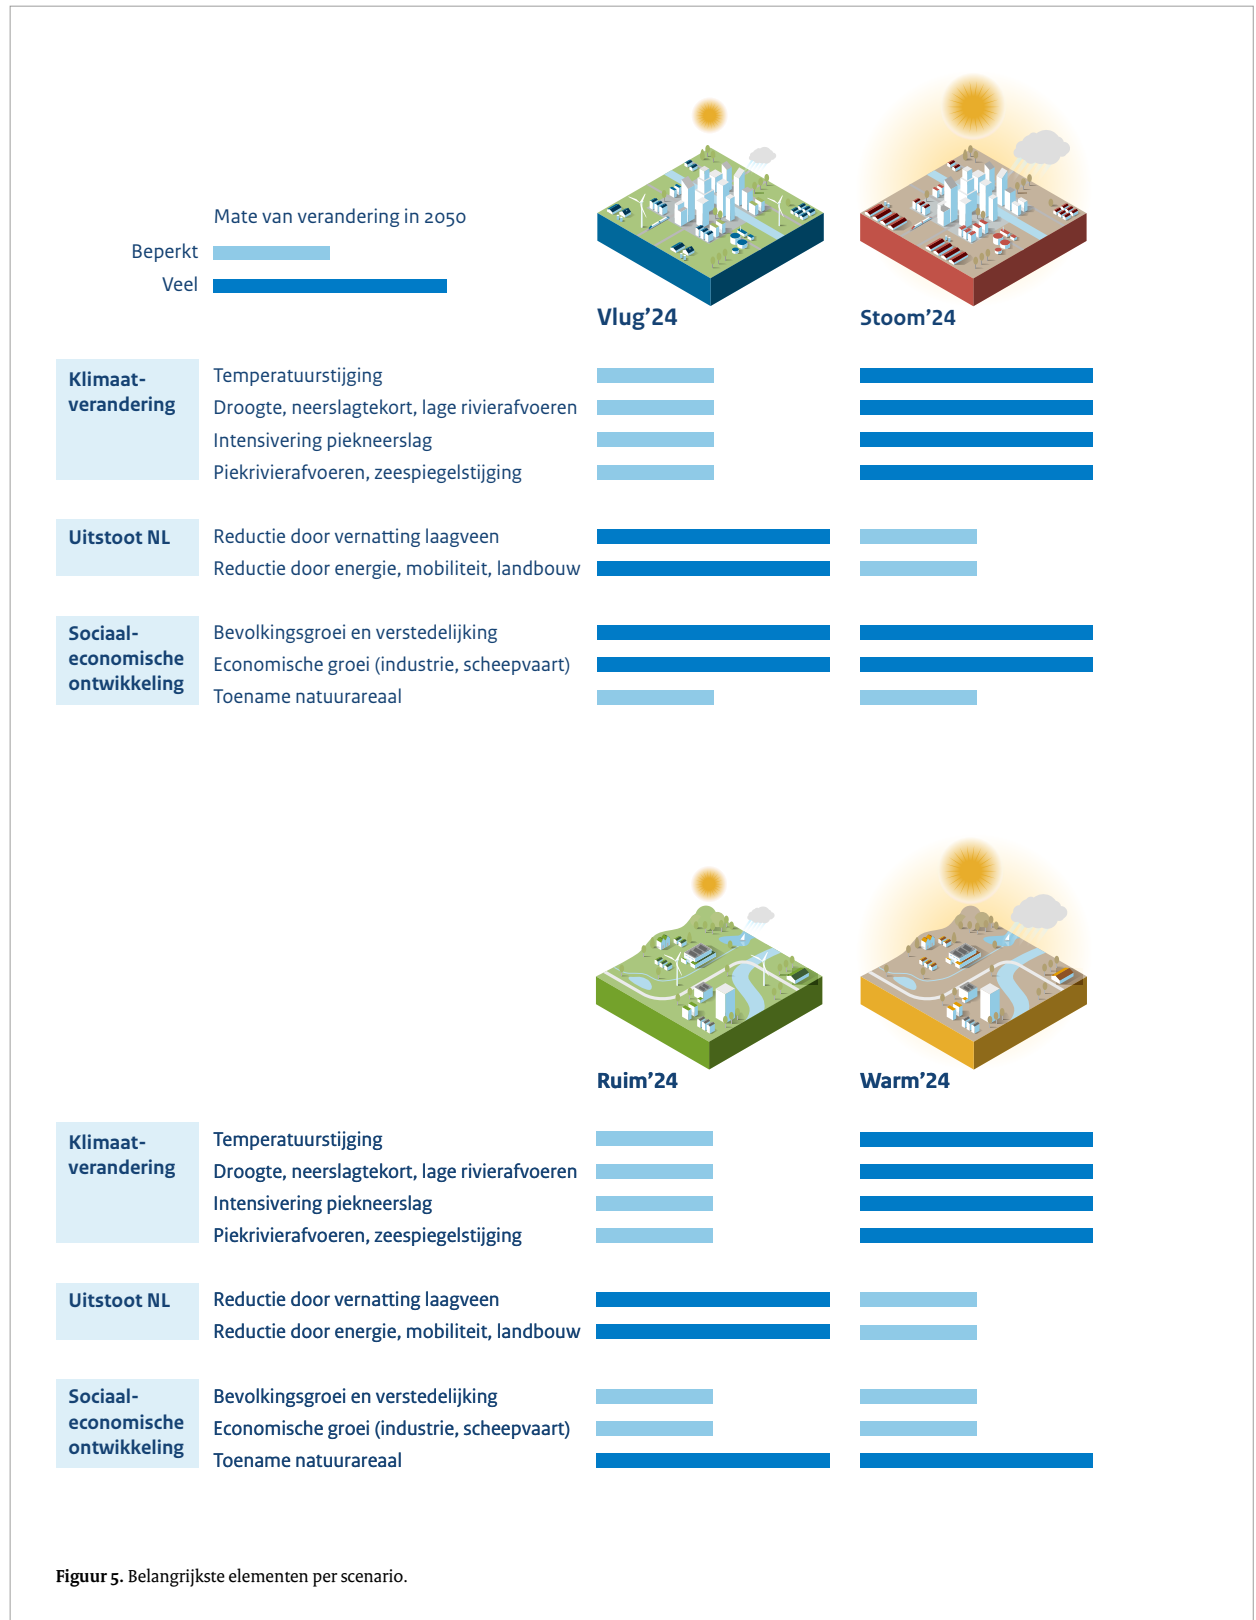 Mate van verandering in 2050
Beperkt
Veel
Vlug’24
Stoom’24
Klimaat-
verandering
Temperatuurstijging
Droogte, neerslagtekort, lage rivierafvoeren
Intensivering piekneerslag
Piekrivierafvoeren, zeespiegelstijging
Uitstoot NL
Reductie door vernatting laagveen
Reductie door energie, mobiliteit, landbouw
Sociaal-
economische
ontwikkeling
Bevolkingsgroei en verstedelijking
Economische groei (industrie, scheepvaart)
Toename natuurareaal
Ruim’24
Warm’24
Klimaat-
verandering
Temperatuurstijging
Droogte, neerslagtekort, lage rivierafvoeren
Intensivering piekneerslag
Piekrivierafvoeren, zeespiegelstijging
Uitstoot NL
Reductie door vernatting laagveen
Reductie door energie, mobiliteit, landbouw
Sociaal-
economische
ontwikkeling
Bevolkingsgroei en verstedelijking
Economische groei (industrie, scheepvaart)
Toename natuurareaal
Figuur 5. Belangrijkste elementen per scenario.